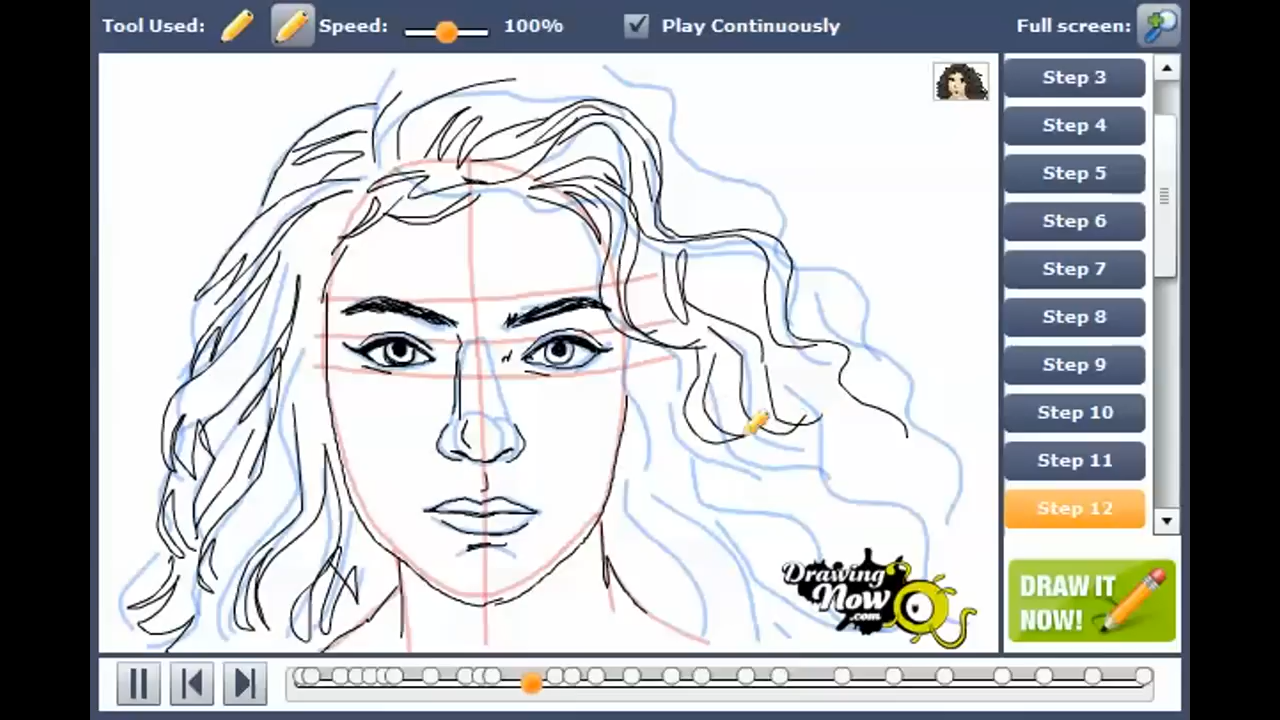 Tool Used:
Speed:
100%
Play Continuously
Full screen:
Step 3
Step 4
Step 5
Step 6
Step 7
Step 8
Step 9
Step 10
Step 11
Step 12
Drawing
Now
.com
DRAW IT
NOW!